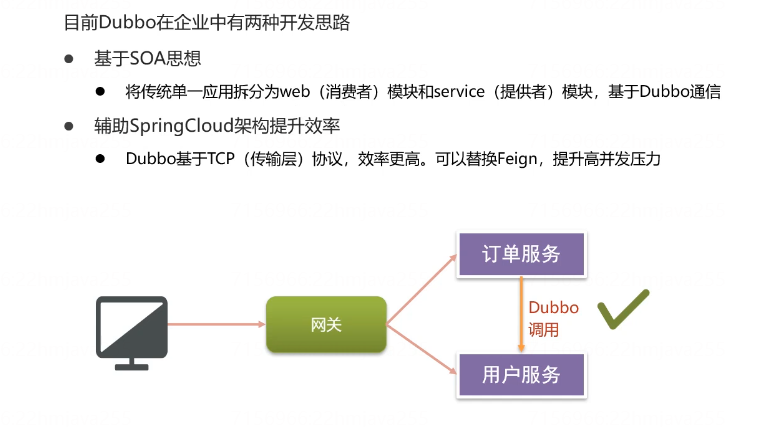 目前Dubbo在企业中有两种开发思路
基于SOA思想
将传统单一应用拆分为web（消费者）模块和service（提供者）模块，基于Dubbo通信
辅助SpringCloud架构提升效率
Dubbo基于TCP（传输层）协议，效率更高。可以替换Feign，提升高并发压力
订单服务
网关
Dubbo
调用
用户服务